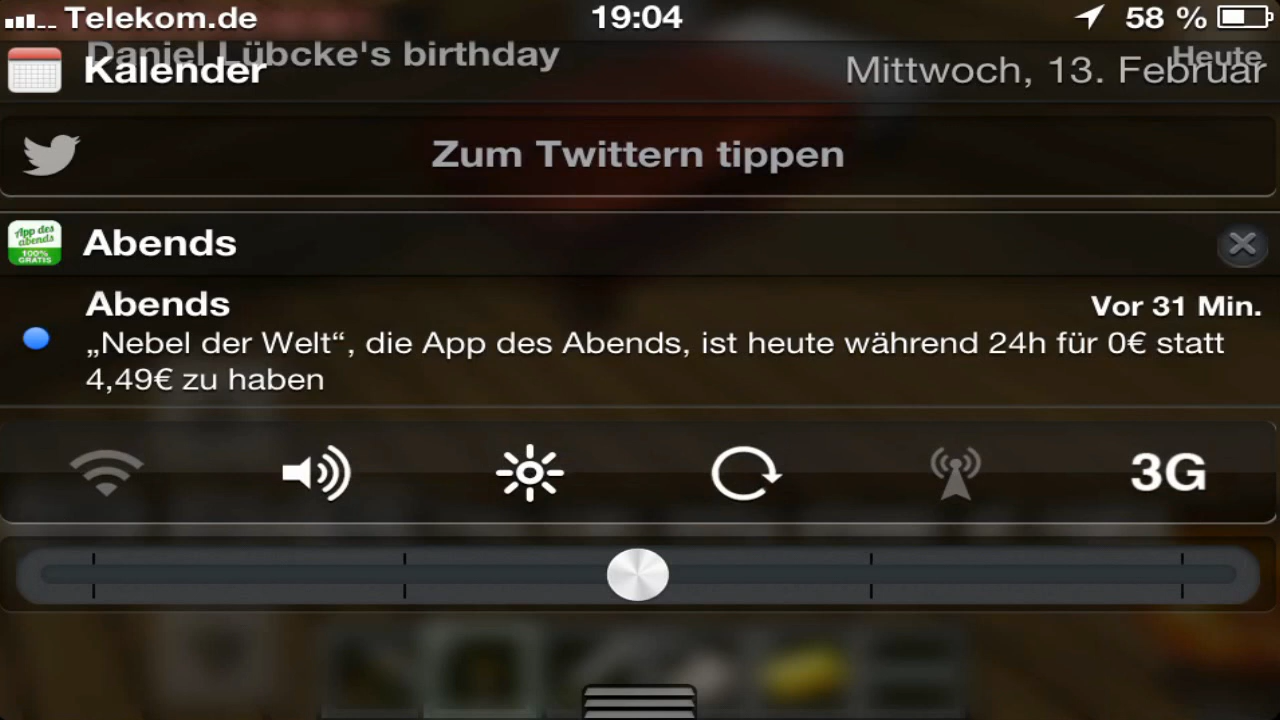 Telekom.de 19:04 58 %
Daniel Lübcke's birthday Heute
Kalender Mittwoch, 13. Februar
Zum Twittern tippen
App des
abends
100%
GRATIS
Abends
Abends Vor 31 Min.
„Nebel der Welt“, die App des Abends, ist heute während 24h für 0€ statt
4,49€ zu haben
3G